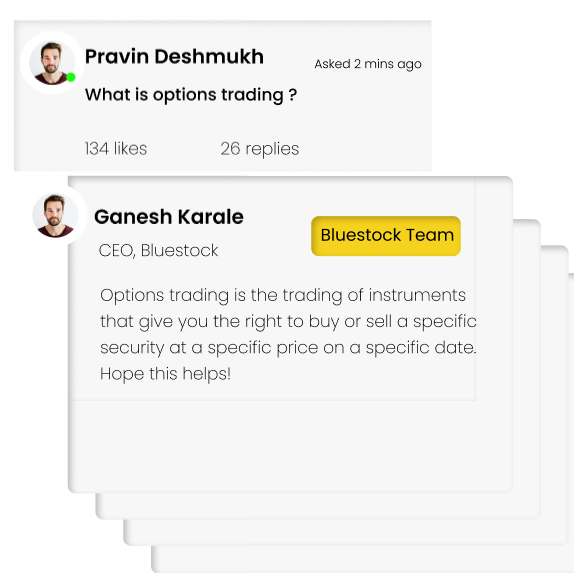 Pravin Deshmukh
Asked 2 mins ago
What is options trading ?
134 likes
26 replies
Ganesh Karale
Bluestock Team
CEO, Bluestock
Options trading is the trading of instruments
that give you the right to buy or sell a specific
security at a specific price on a specific date.
Hope this helps!